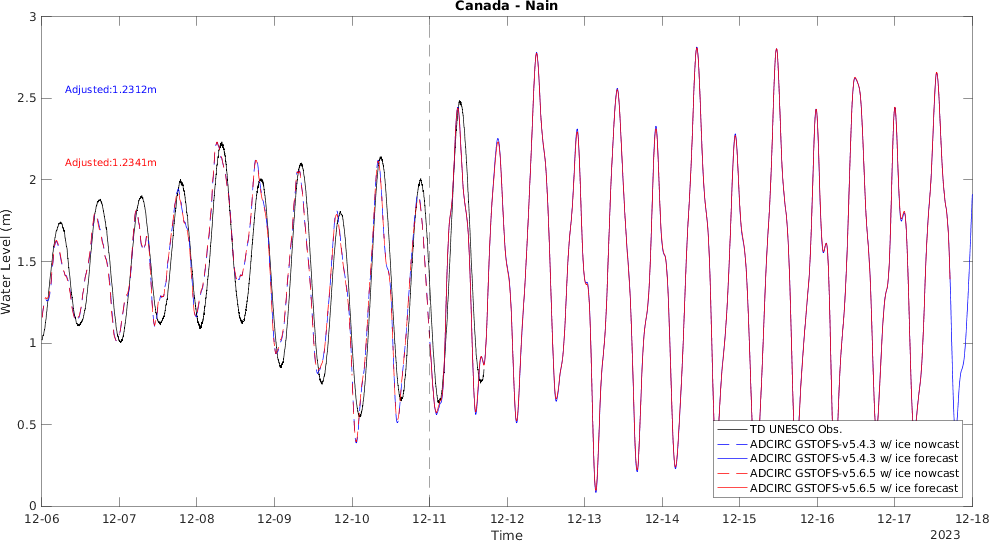 Canada - Nain
3
2.5
2
1.5
1
0.5
0
Water Level (m)
Adjusted:1.2312m
Adjusted:1.2341m
TD UNESCO Obs.
ADCIRC GSTOFS-v5.4.3 w/ ice nowcast
ADCIRC GSTOFS-v5.4.3 w/ ice forecast
ADCIRC GSTOFS-v5.6.5 w/ ice nowcast
ADCIRC GSTOFS-v5.6.5 w/ ice forecast
12-06 12-07 12-08 12-09 12-10 12-11 12-12 12-13 12-14 12-15 12-16 12-17 12-18
Time
2023